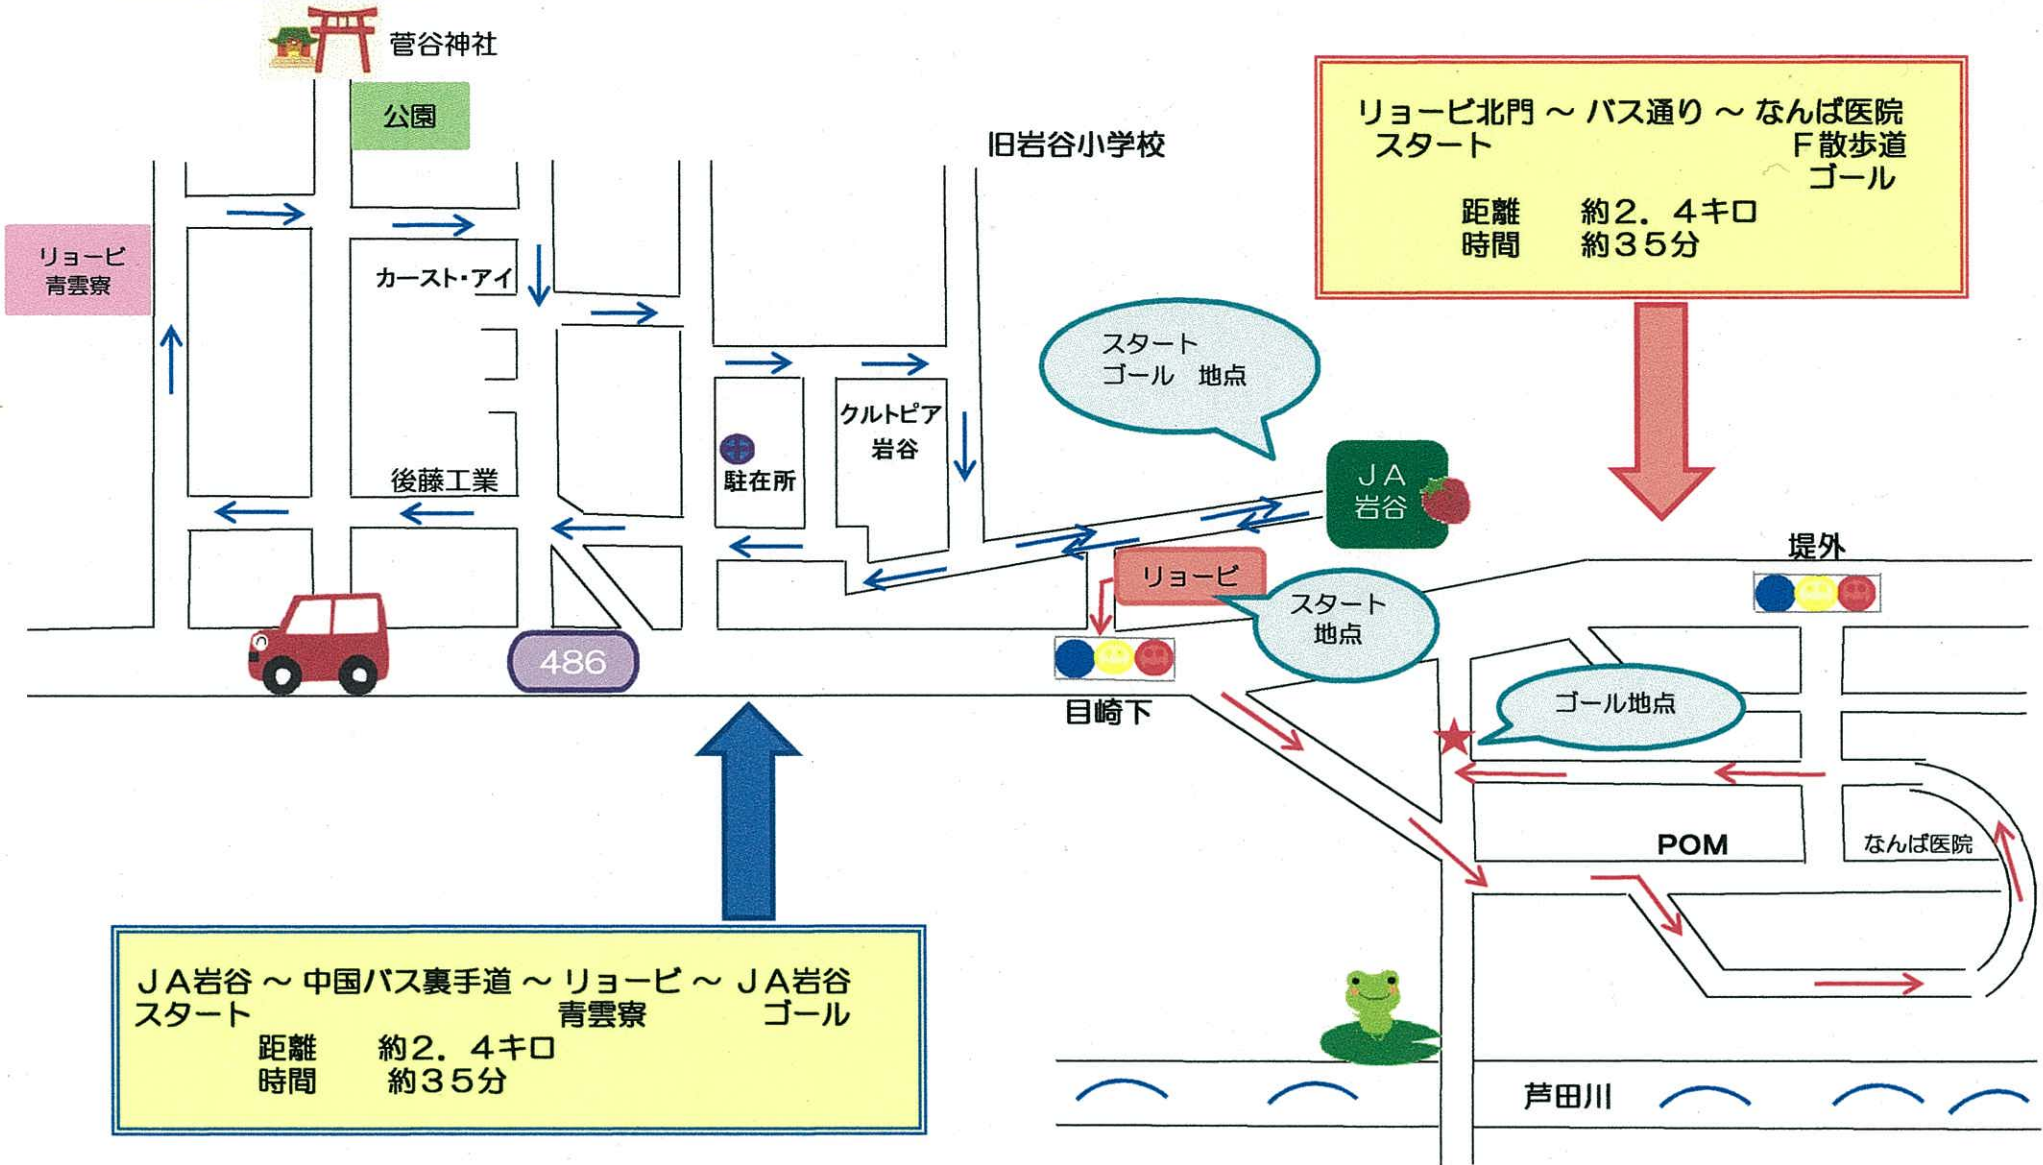 菅谷神社
公園
旧岩谷小学校
リョービ北門 ～ バス通り ～ なんば医院
スタート　F散歩道
ゴール
距離　約2．4キロ
時間　約35分
リョービ
青雲寮
カースト・アイ
スタート
ゴール　地点
クルトピア
岩谷
駐在所
後藤工業
JA
岩谷
堤外
リョービ
スタート
地点
486
目崎下
ゴール地点
POM
なんば医院
JA岩谷 ～ 中国バス裏手道 ～ リョービ ～ JA岩谷
スタート　青雲寮　ゴール
距離　約2．4キロ
時間　約35分
芦田川